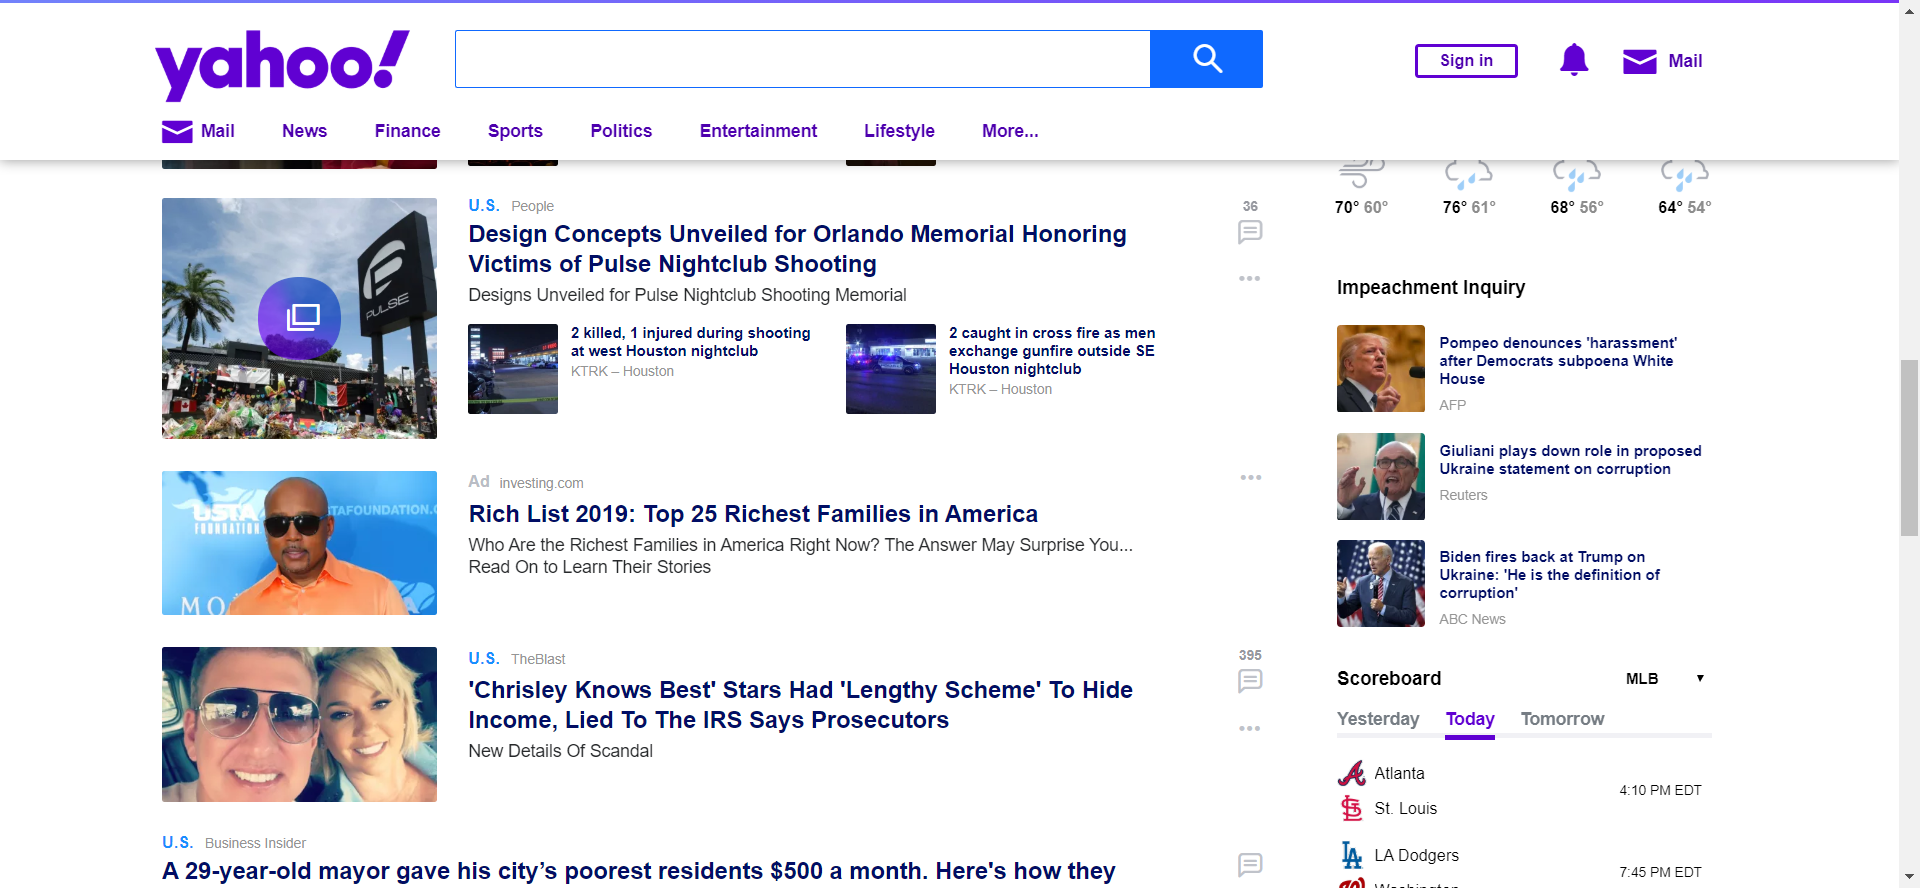 yahoo!
Sign in
Mail
Mail
News
Finance
Sports
Politics
Entertainment
Lifestyle
More...
U.S. People
36
Design Concepts Unveiled for Orlando Memorial Honoring
Victims of Pulse Nightclub Shooting
Designs Unveiled for Pulse Nightclub Shooting Memorial
PULSE
2 killed, 1 injured during shooting
at west Houston nightclub
KTRK – Houston
2 caught in cross fire as men
exchange gunfire outside SE
Houston nightclub
KTRK – Houston
Ad investing.com
Rich List 2019: Top 25 Richest Families in America
Who Are the Richest Families in America Right Now? The Answer May Surprise You...
Read On to Learn Their Stories
USTA
FOUNDATION
STAFOUNDATION.
MO
U.S. TheBlast
395
'Chrisley Knows Best' Stars Had 'Lengthy Scheme' To Hide
Income, Lied To The IRS Says Prosecutors
New Details Of Scandal
U.S. Business Insider
A 29-year-old mayor gave his city’s poorest residents $500 a month. Here's how they
70° 60°
76° 61°
68° 56°
64° 54°
Impeachment Inquiry
Pompeo denounces 'harassment'
after Democrats subpoena White
House
AFP
Giuliani plays down role in proposed
Ukraine statement on corruption
Reuters
Biden fires back at Trump on
Ukraine: 'He is the definition of
corruption'
ABC News
Scoreboard
MLB
Yesterday
Today
Tomorrow
Atlanta
St. Louis
4:10 PM EDT
LA
LA Dodgers
Washington
7:45 PM EDT